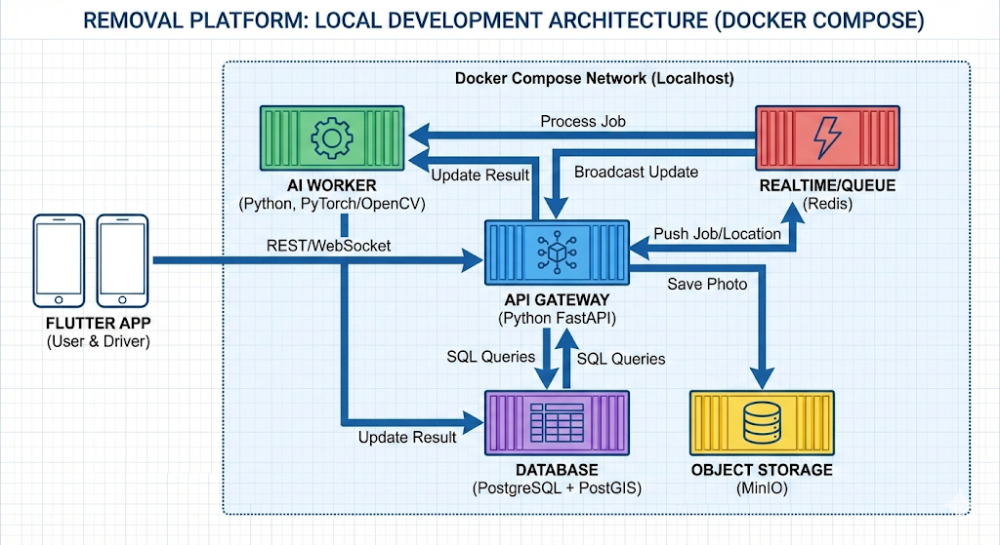 REMOVAL PLATFORM: LOCAL DEVELOPMENT ARCHITECTURE (DOCKER COMPOSE)
Docker Compose Network (Localhost)
Process Job
Update Result
Broadcast Update
AI WORKER
(Python, PyTorch/OpenCV)
REALTIME/QUEUE
(Redis)
REST/WebSocket
Push Job/Location
Save Photo
FLUTTER APP
(User & Driver)
API GATEWAY
(Python FastAPI)
SQL Queries
SQL Queries
Update Result
DATABASE
(PostgreSQL + PostGIS)
OBJECT STORAGE
(MinIO)